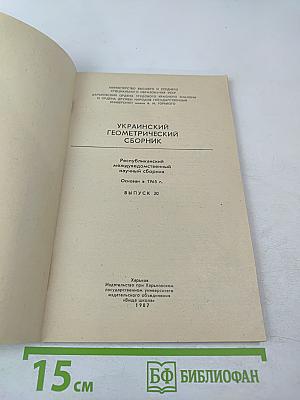 МИНИСТЕРСТВО ВЫСШЕГО И СРЕДНЕГО
СПЕЦИАЛЬНОГО ОБРАЗОВАНИЯ УССР
ХАРЬКОВСКИЙ ОРДЕНА ТРУДОВОГО КРАСНОГО ЗНАМЕНИ
И ОРДЕНА ДРУЖБЫ НАРОДОВ ГОСУДАРСТВЕННЫЙ
УНИВЕРСИТЕТ имени А. М. ГОРЬКОГО
УКРАИНСКИЙ
ГЕОМЕТРИЧЕСКИЙ
СБОРНИК
Республиканский
междуведомственный
научный сборник
Основан в 1965 г.
ВЫПУСК 30
Харьков
Издательство при Харьковском
государственном университете
издательского объединения
«Вища школа»
1987
15 см
БФ БИБЛИОФАН